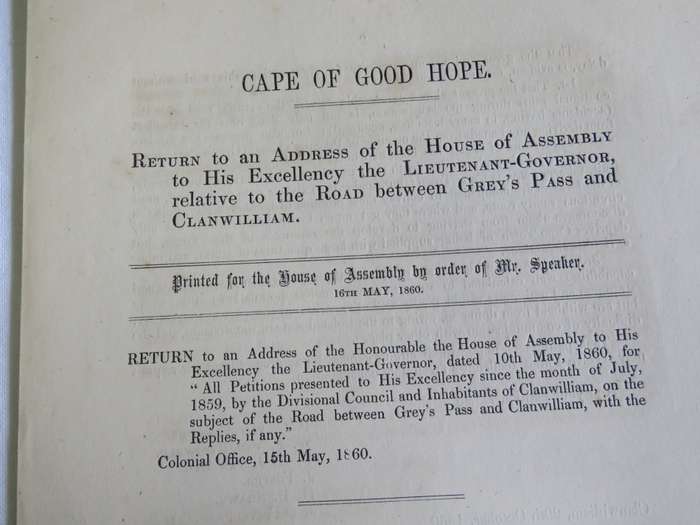 CAPE OF GOOD HOPE.
RETURN to an ADDRESS of the HOUSE of ASSEMBLY
to His Excellency the LIEUTENANT-GOVERNOR,
relative to the ROAD between GREY'S PASS and
CLANWILLIAM.
Printed for the House of Assembly by order of Mr. Speaker.
16TH MAY, 1860.
RETURN to an Address of the Honourable the House of Assembly to His
Excellency the Lieutenant-Governor, dated 10th May, 1860, for
"All Petitions presented to His Excellency since the month of July,
1859, by the Divisional Council and Inhabitants of Clanwilliam, on the
subject of the Road between Grey's Pass and Clanwilliam, with the
Replies, if any."
Colonial Office, 15th May, 1860.